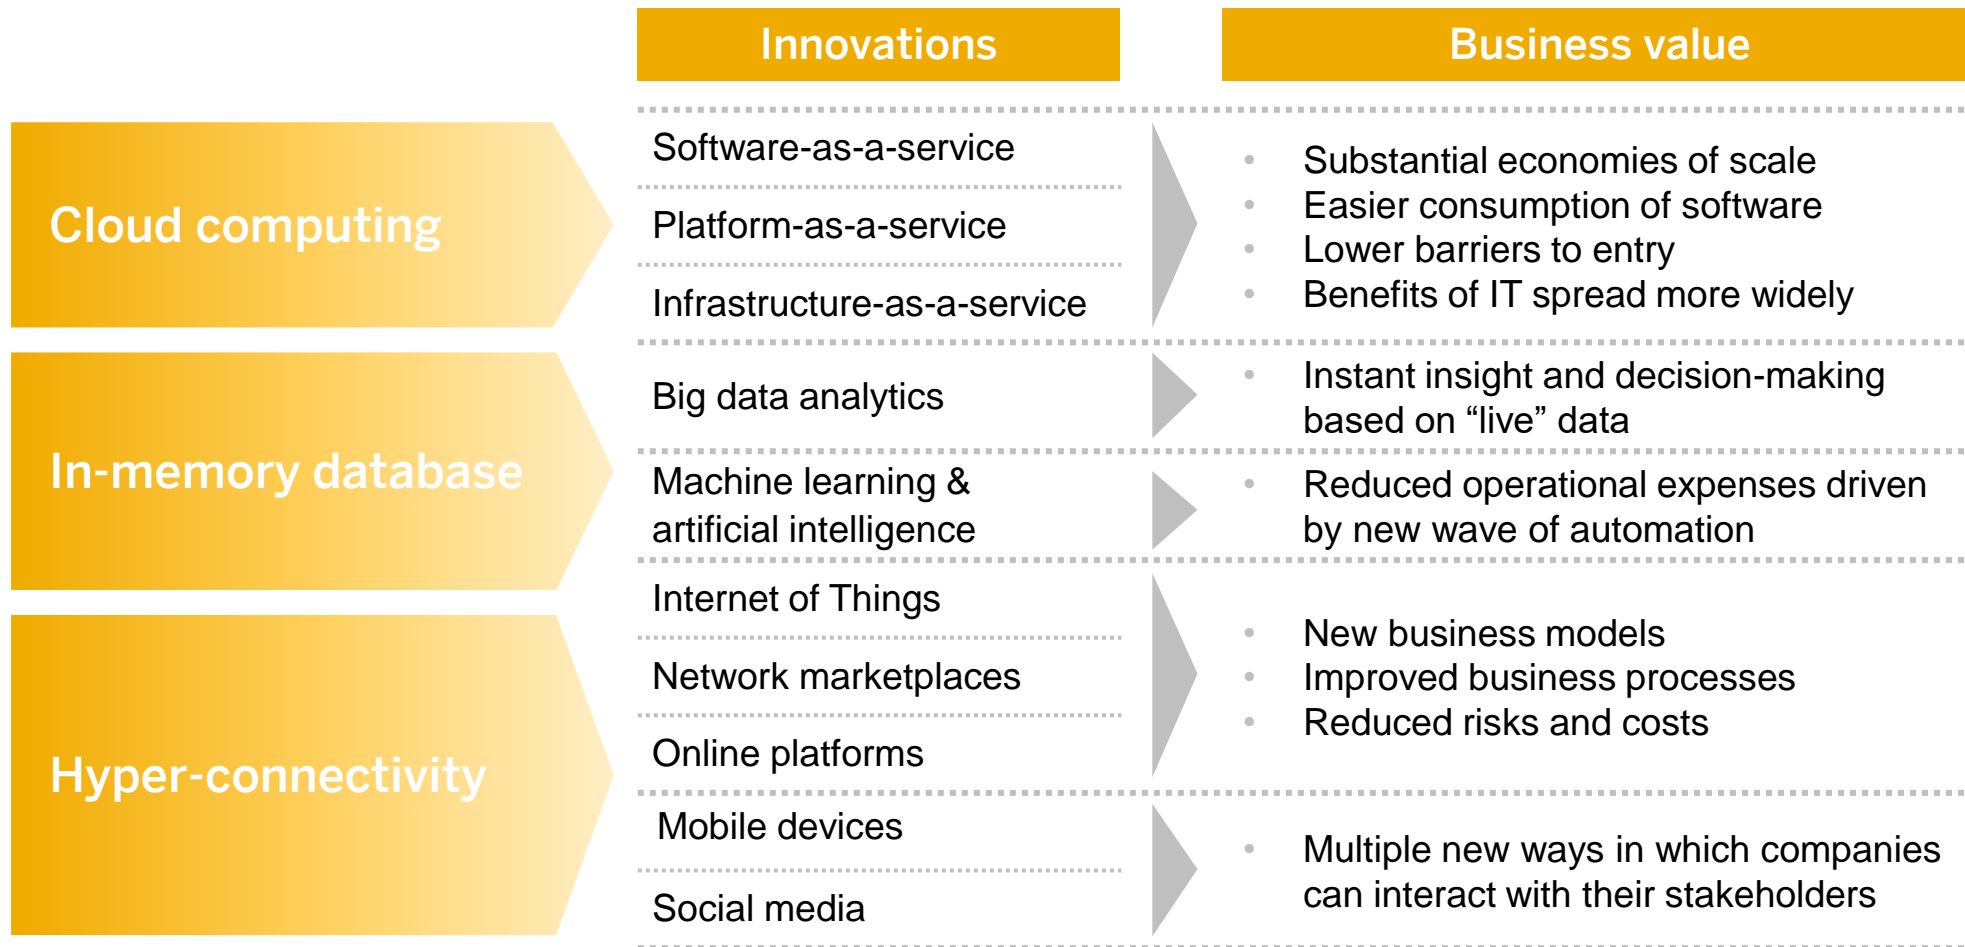 Innovations
Business value
Cloud computing
Software-as-a-service
Platform-as-a-service
Infrastructure-as-a-service
• Substantial economies of scale
• Easier consumption of software
• Lower barriers to entry
• Benefits of IT spread more widely
In-memory database
Big data analytics
• Instant insight and decision-making
based on “live” data
Machine learning &
artificial intelligence
• Reduced operational expenses driven
by new wave of automation
Hyper-connectivity
Internet of Things
Network marketplaces
Online platforms
• New business models
• Improved business processes
• Reduced risks and costs
Mobile devices
Social media
• Multiple new ways in which companies
can interact with their stakeholders